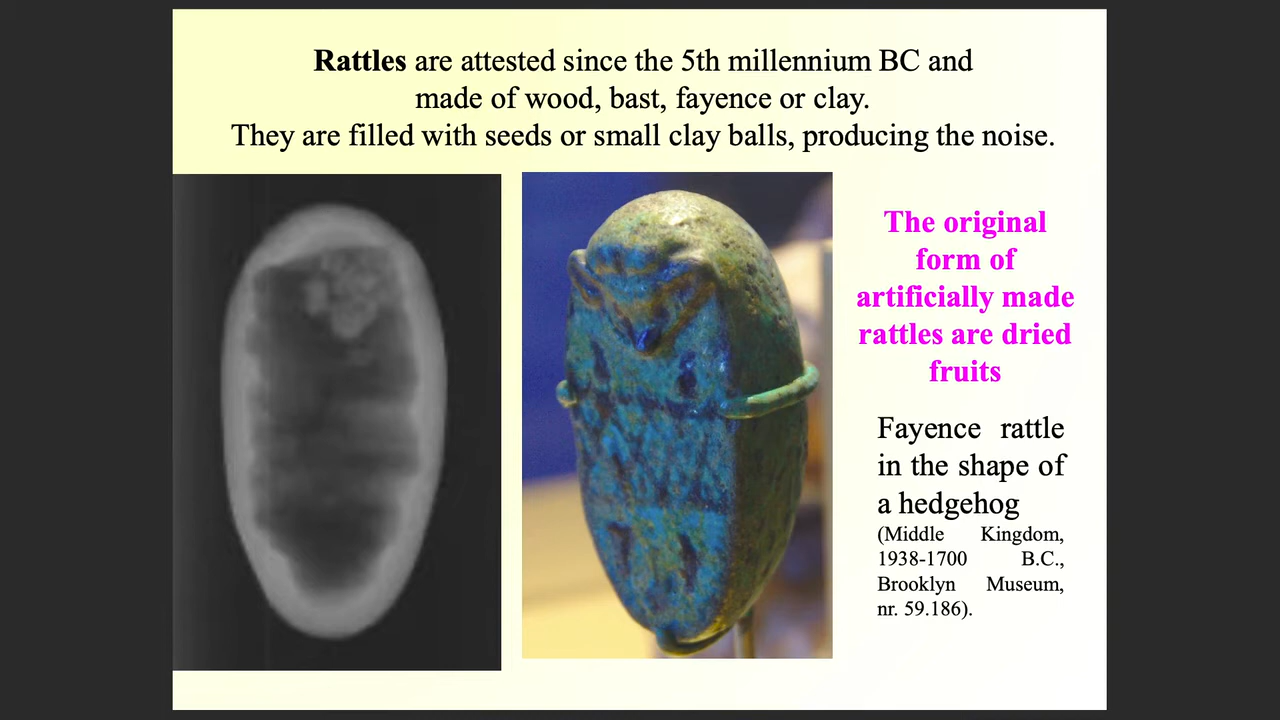 Rattles are attested since the 5th millennium BC and
made of wood, bast, fayence or clay.
They are filled with seeds or small clay balls, producing the noise.
The original
form of
artificially made
rattles are dried
fruits
Fayence rattle
in the shape of
a hedgehog
(Middle Kingdom,
1938-1700 B.C.,
Brooklyn Museum,
nr. 59.186).